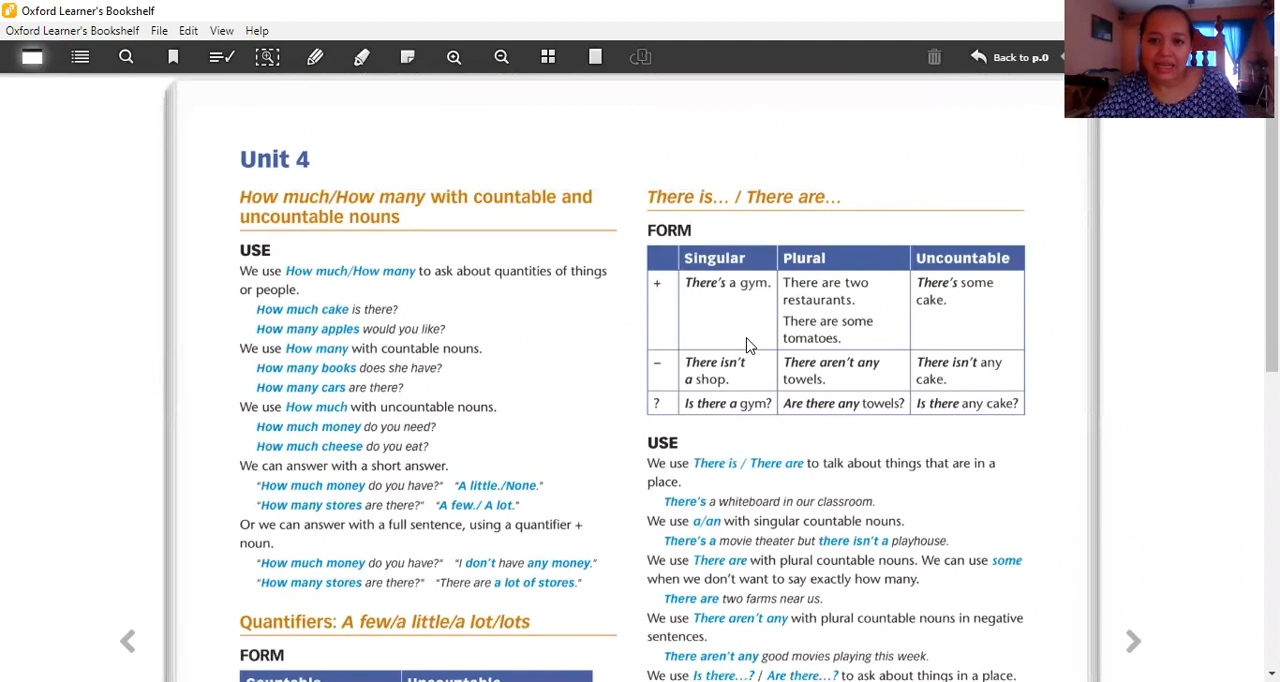 Oxford Learner's Bookshelf
Oxford Learner's Bookshelf File Edit View Help
Back to p.0
Unit 4
How much/How many with countable and
uncountable nouns
USE
We use How much/How many to ask about quantities of things
or people.
How much cake is there?
How many apples would you like?
We use How many with countable nouns.
How many books does she have?
How many cars are there?
We use How much with uncountable nouns.
How much money do you need?
How much cheese do you eat?
We can answer with a short answer.
"How much money do you have?" "A little./None."
"How many stores are there?" "A few./ A lot."
Or we can answer with a full sentence, using a quantifier +
noun.
"How much money do you have?" "I don't have any money."
"How many stores are there?" "There are a lot of stores."
Quantifiers: A few/a little/a lot/lots
FORM
Countable Uncountable
There is... / There are...
FORM
Singular Plural Uncountable
+ There's a gym. There are two There's some
restaurants. cake.
There are some
tomatoes.
– There isn't There aren't any There isn't any
a shop. towels. cake.
? Is there a gym? Are there any towels? Is there any cake?
USE
We use There is / There are to talk about things that are in a
place.
There's a whiteboard in our classroom.
We use a/an with singular countable nouns.
There's a movie theater but there isn't a playhouse.
We use There are with plural countable nouns. We can use some
when we don't want to say exactly how many.
There are two farms near us.
We use There aren't any with plural countable nouns in negative
sentences.
There aren't any good movies playing this week.
We use Is there...? / Are there...? to ask about things in a place.